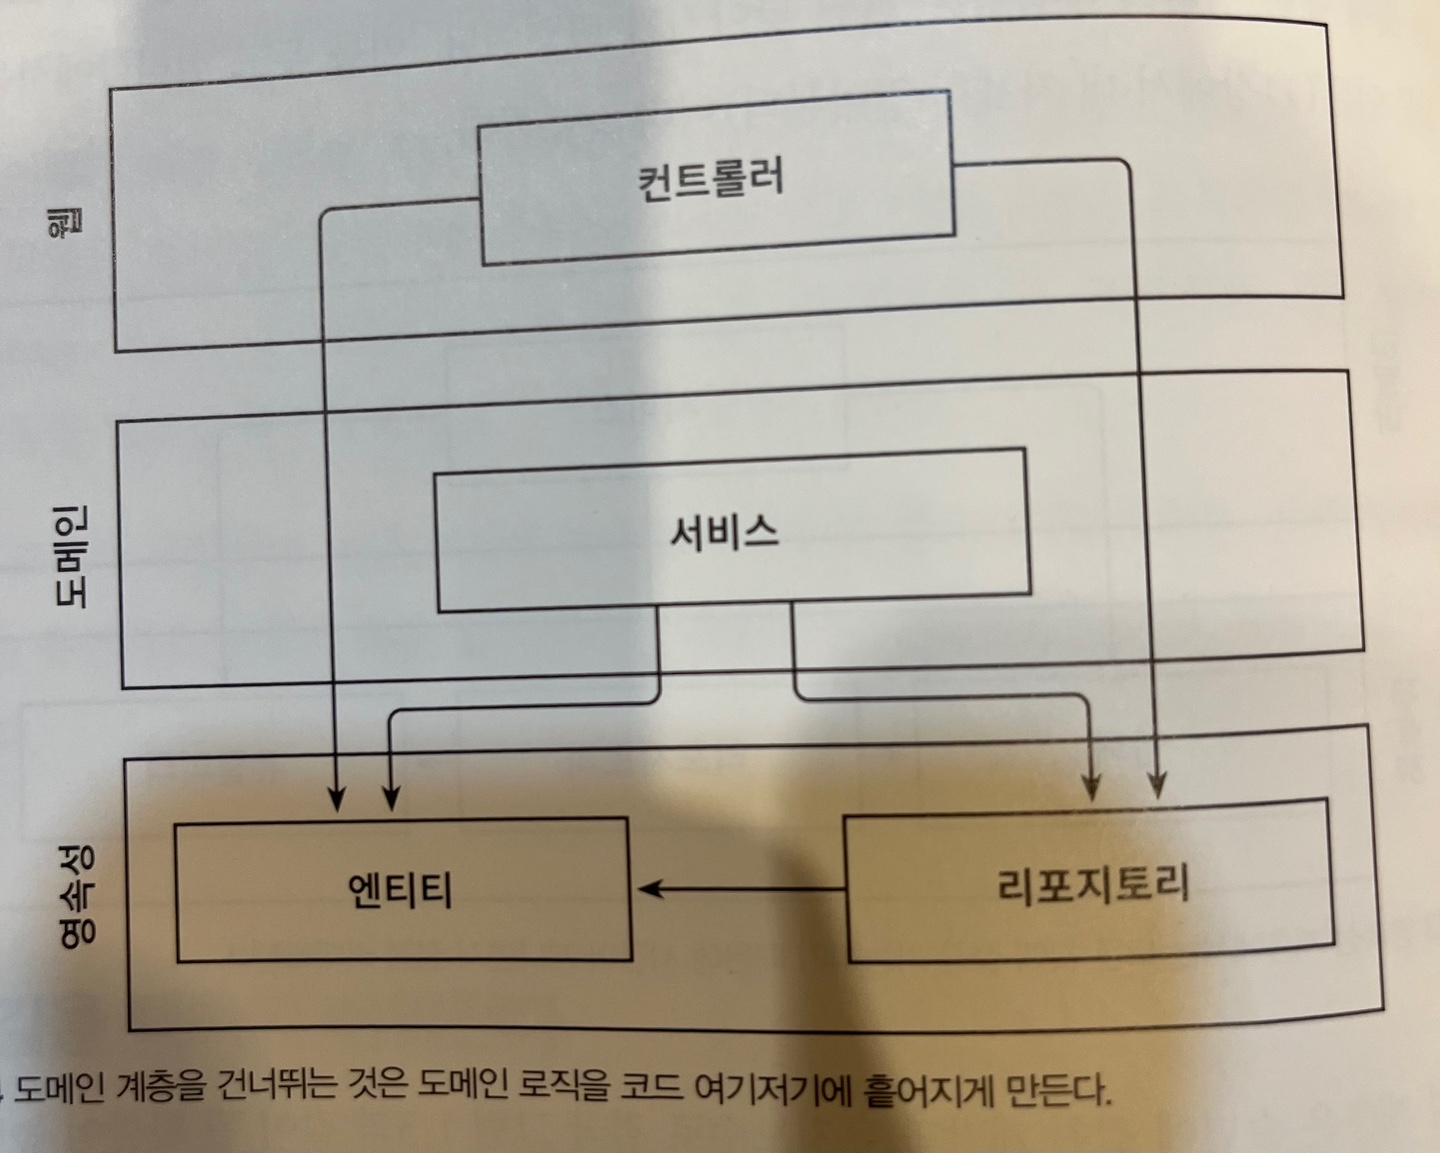 웹
컨트롤러
도메인
서비스
영속성
엔티티
리포지토리
도메인 계층을 건너뛰는 것은 도메인 로직을 코드 여기저기에 흩어지게 만든다.